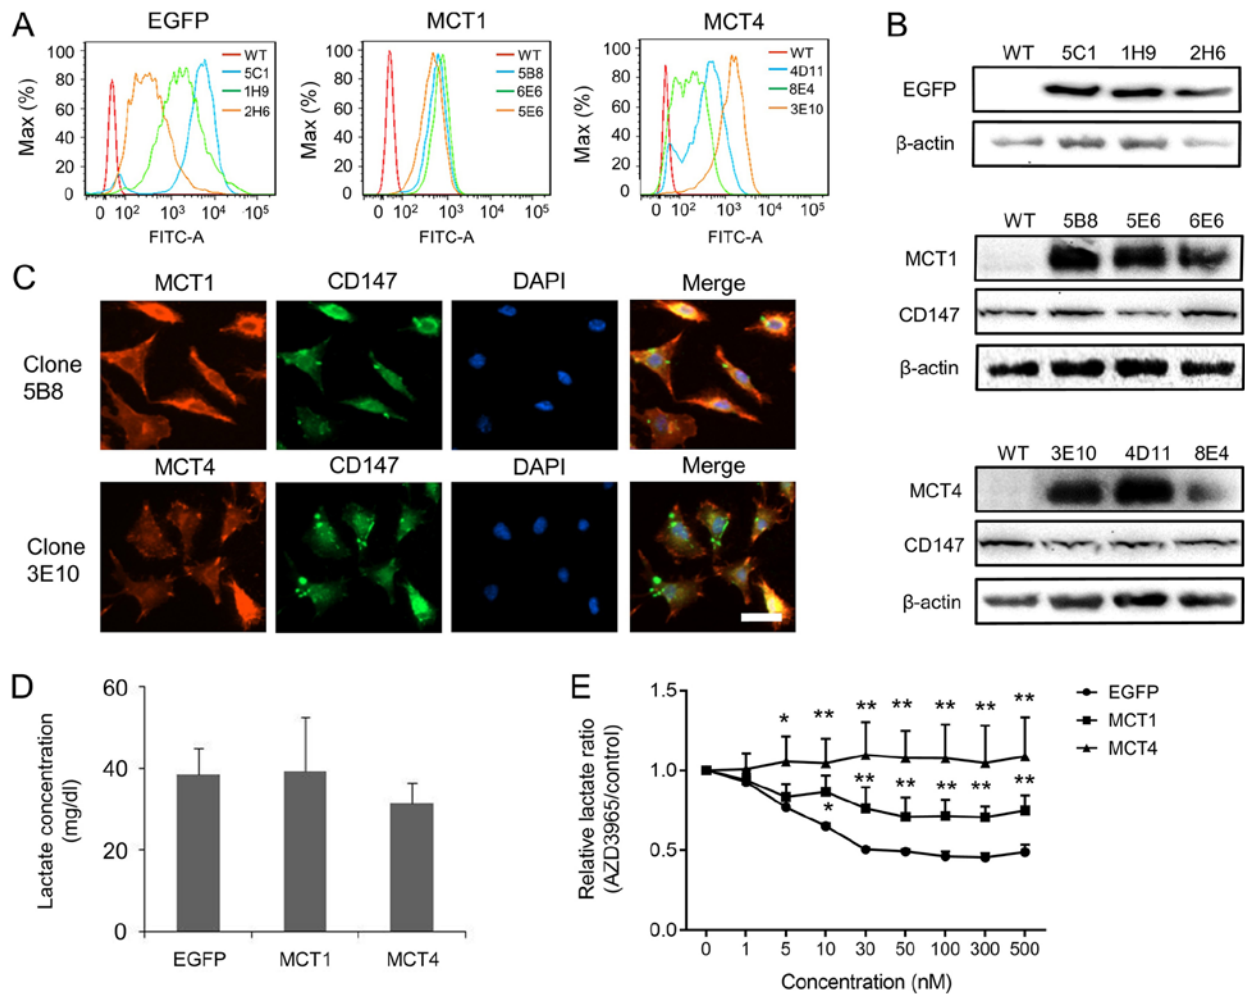 A
EGFP
MCT1
MCT4
Max (%)
100
80
60
40
20
0
WT
5C1
1H9
2H6
0 10² 10³ 10⁴ 10⁵
FITC-A
Max (%)
100
80
60
40
20
0
WT
5B8
6E6
5E6
0 10² 10³ 10⁴ 10⁵
FITC-A
Max (%)
100
80
60
40
20
0
WT
4D11
8E4
3E10
0 10² 10³ 10⁴ 10⁵
FITC-A
B
WT 5C1 1H9 2H6
EGFP
β-actin
WT 5B8 5E6 6E6
MCT1
CD147
β-actin
WT 3E10 4D11 8E4
MCT4
CD147
β-actin
C
MCT1 CD147 DAPI Merge
Clone
5B8
MCT4 CD147 DAPI Merge
Clone
3E10
D
Lactate concentration
(mg/dl)
60
40
20
0
EGFP MCT1 MCT4
E
Relative lactate ratio
(AZD3965/control)
1.5
1.0
0.5
0.0
* ** ** ** ** ** **
* ** ** ** ** **
EGFP
MCT1
MCT4
0 1 5 10 30 50 100 300 500
Concentration (nM)